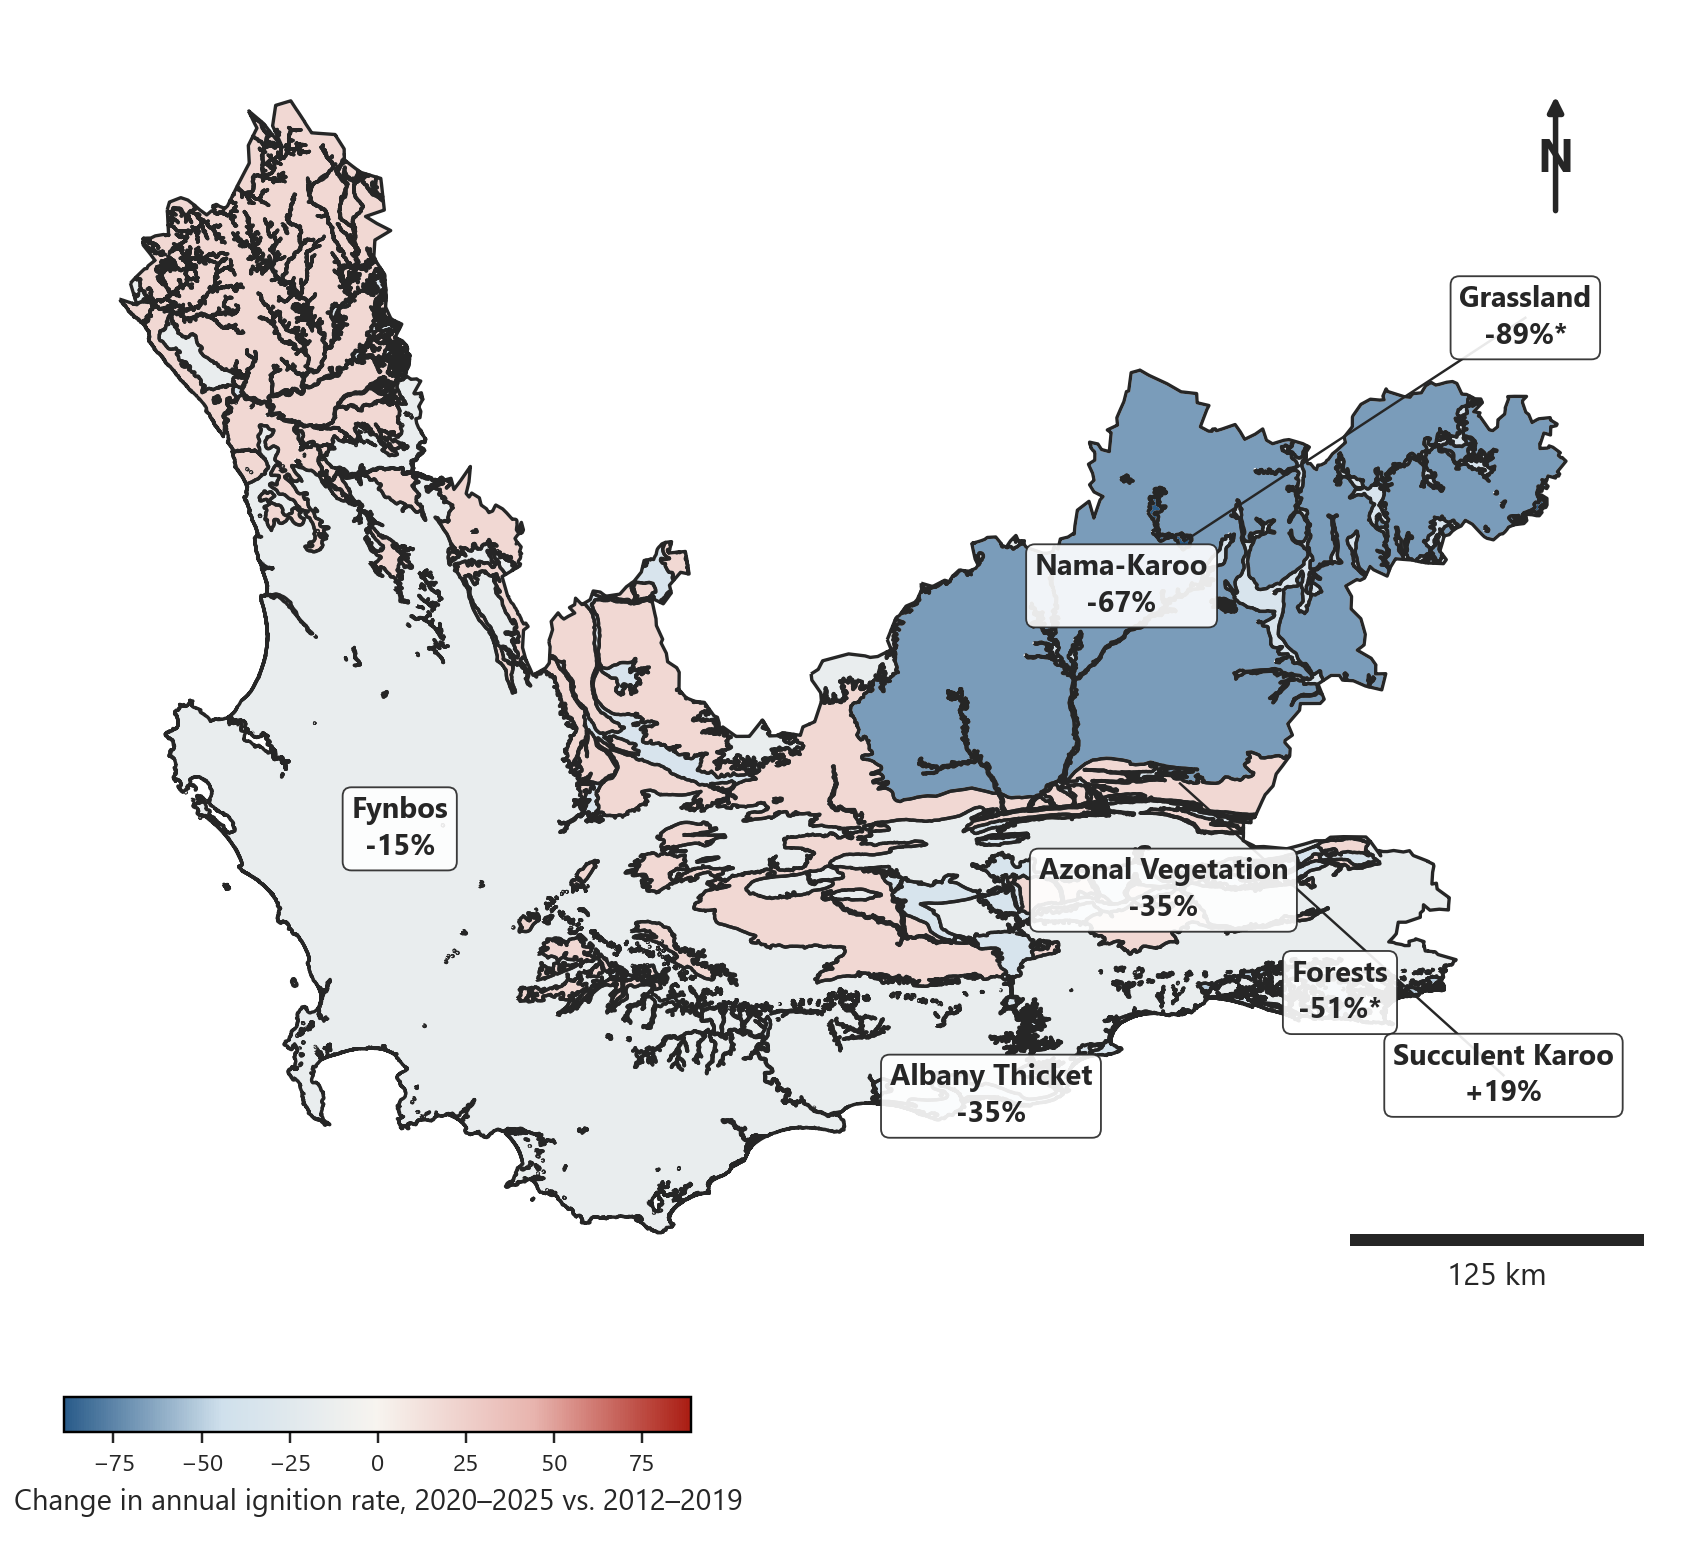 N
Grassland
-89%*
Nama-Karoo
-67%
Fynbos
-15%
Azonal Vegetation
-35%
Forests
-51%*
Succulent Karoo
+19%
Albany Thicket
-35%
125 km
−75 −50 −25 0 25 50 75
Change in annual ignition rate, 2020–2025 vs. 2012–2019